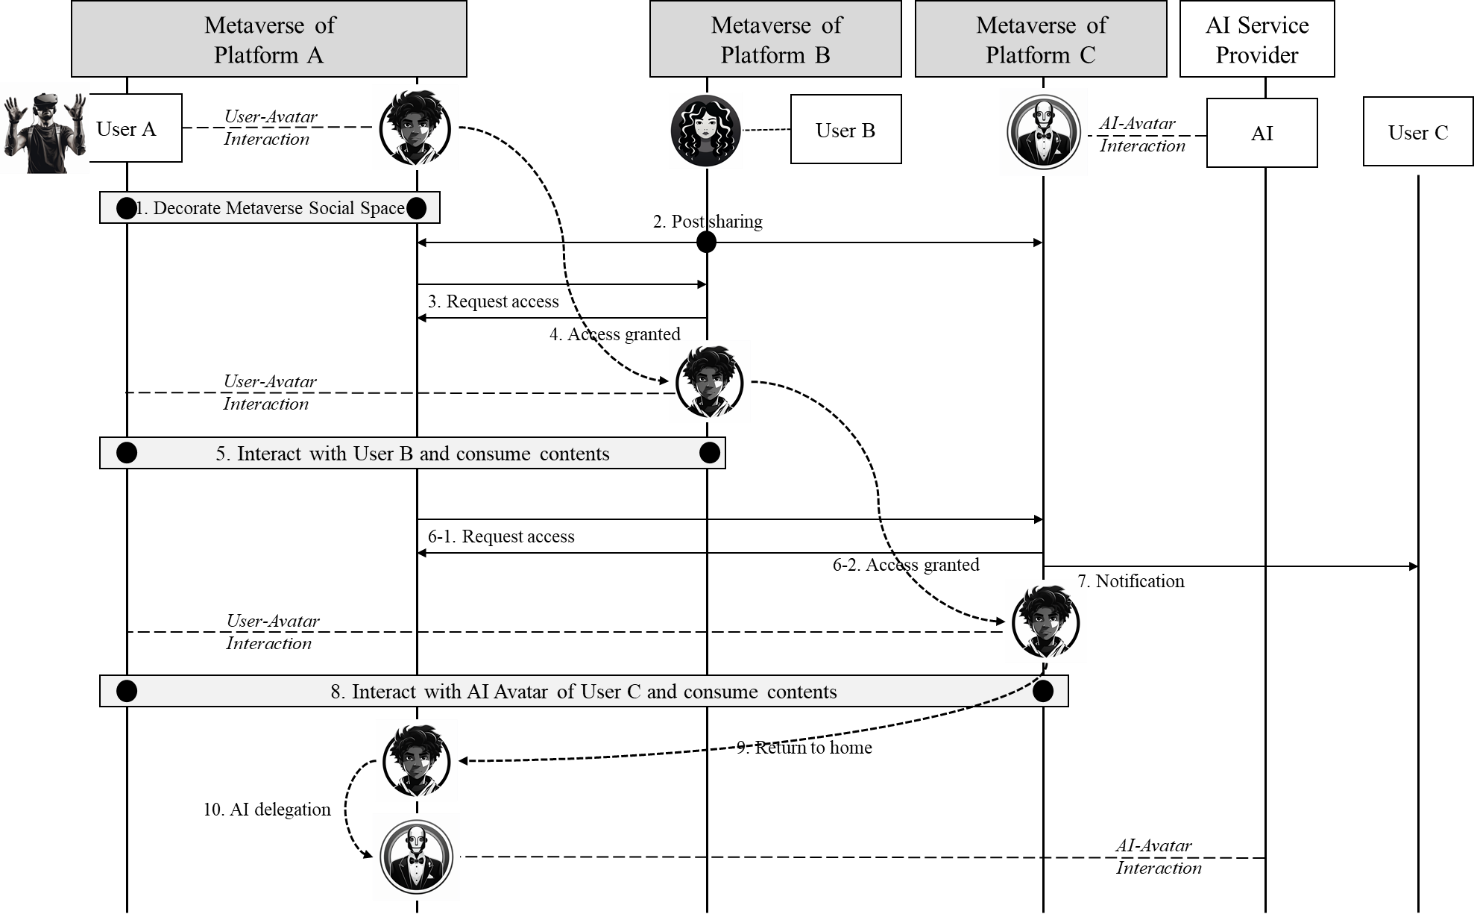 Metaverse of
Platform A
Metaverse of
Platform B
Metaverse of
Platform C
AI Service
Provider
User A
User-Avatar
Interaction
User B
AI-Avatar
Interaction
AI
User C
1. Decorate Metaverse Social Space
2. Post sharing
3. Request access
4. Access granted
User-Avatar
Interaction
5. Interact with User B and consume contents
6-1. Request access
6-2. Access granted
7. Notification
User-Avatar
Interaction
8. Interact with AI Avatar of User C and consume contents
9. Return to home
10. AI delegation
AI-Avatar
Interaction